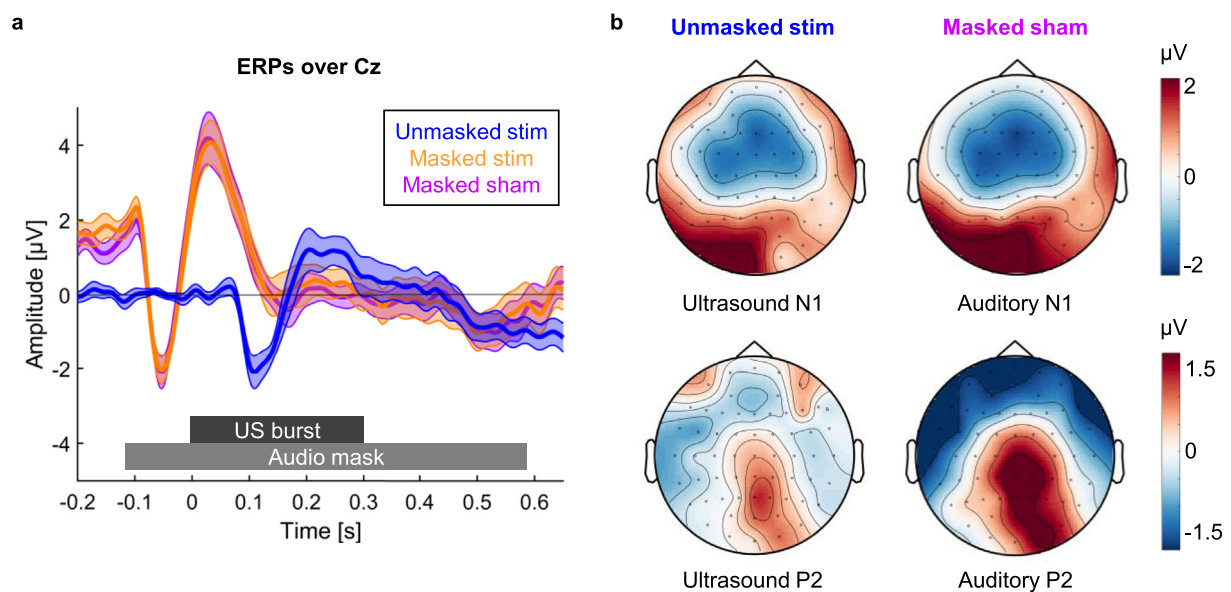 a
ERPs over Cz
Unmasked stim
Masked stim
Masked sham
Amplitude [µV]
4
2
0
-2
-4
US burst
Audio mask
-0.2 -0.1 0 0.1 0.2 0.3 0.4 0.5 0.6
Time [s]
b
Unmasked stim Masked sham
µV
2
0
-2
Ultrasound N1 Auditory N1
µV
1.5
0
-1.5
Ultrasound P2 Auditory P2